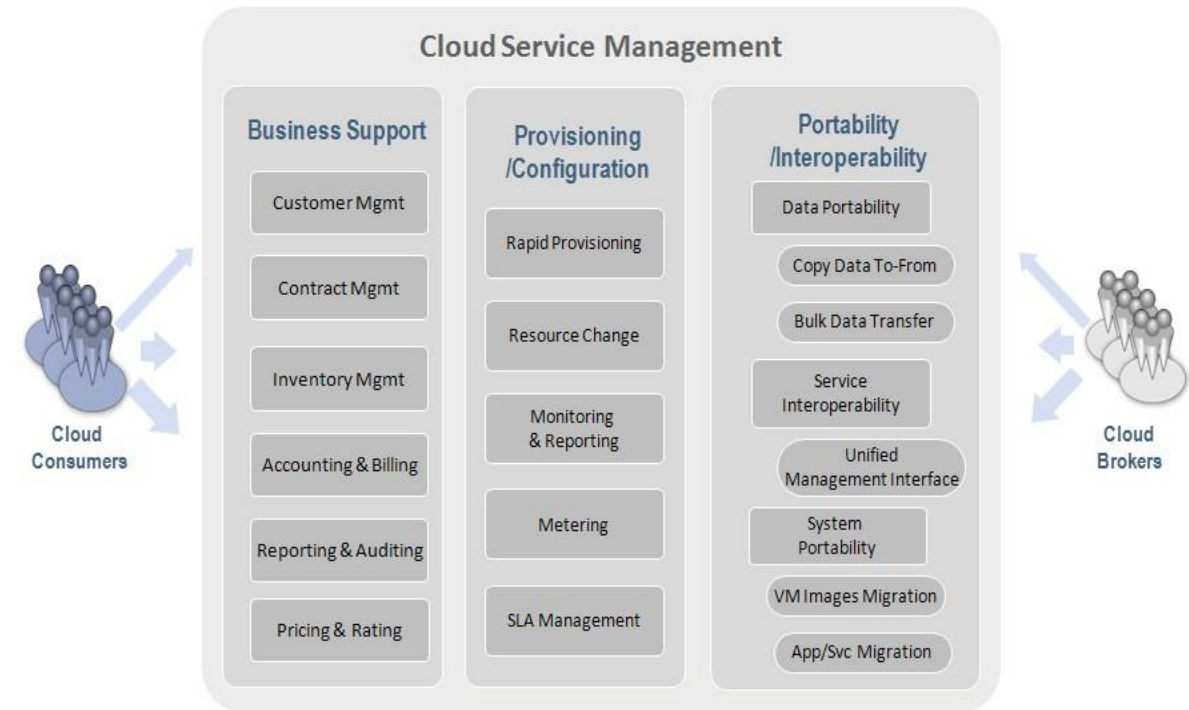 Cloud Service Management
Business Support
Customer Mgmt
Contract Mgmt
Inventory Mgmt
Accounting & Billing
Reporting & Auditing
Pricing & Rating
Provisioning
/Configuration
Rapid Provisioning
Resource Change
Monitoring
& Reporting
Metering
SLA Management
Portability
/Interoperability
Data Portability
Copy Data To-From
Bulk Data Transfer
Service
Interoperability
Unified
Management Interface
System
Portability
VM Images Migration
App/Svc Migration
Cloud
Consumers
Cloud
Brokers